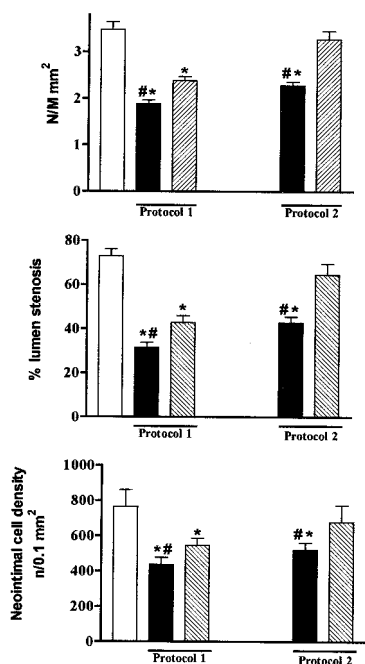 N/M mm²
3
2
1
0
#*
*
#*
Protocol 1
Protocol 2
% lumen stenosis
80
60
40
20
0
*#
*
#*
Protocol 1
Protocol 2
Neointimal cell density
n/0.1 mm²
1000
800
600
400
200
0
*#
*
#*
Protocol 1
Protocol 2